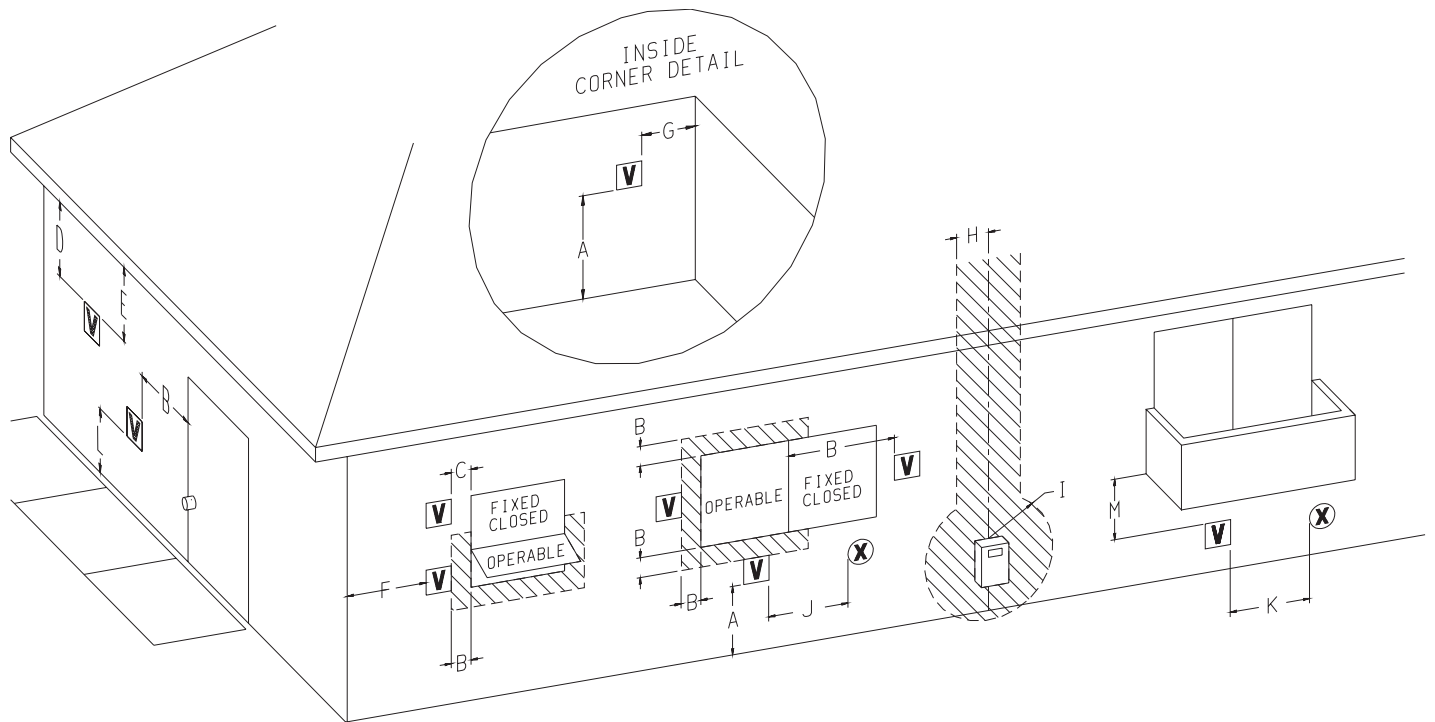 INSIDE
CORNER DETAIL
G
V
A
H
D
E
V
B
V
L
B
C
V
FIXED
CLOSED
OPERABLE
V
F
B
B
B
V
OPERABLE
FIXED
CLOSED
V
B
V
X
B
A
J
I
M
V
X
K